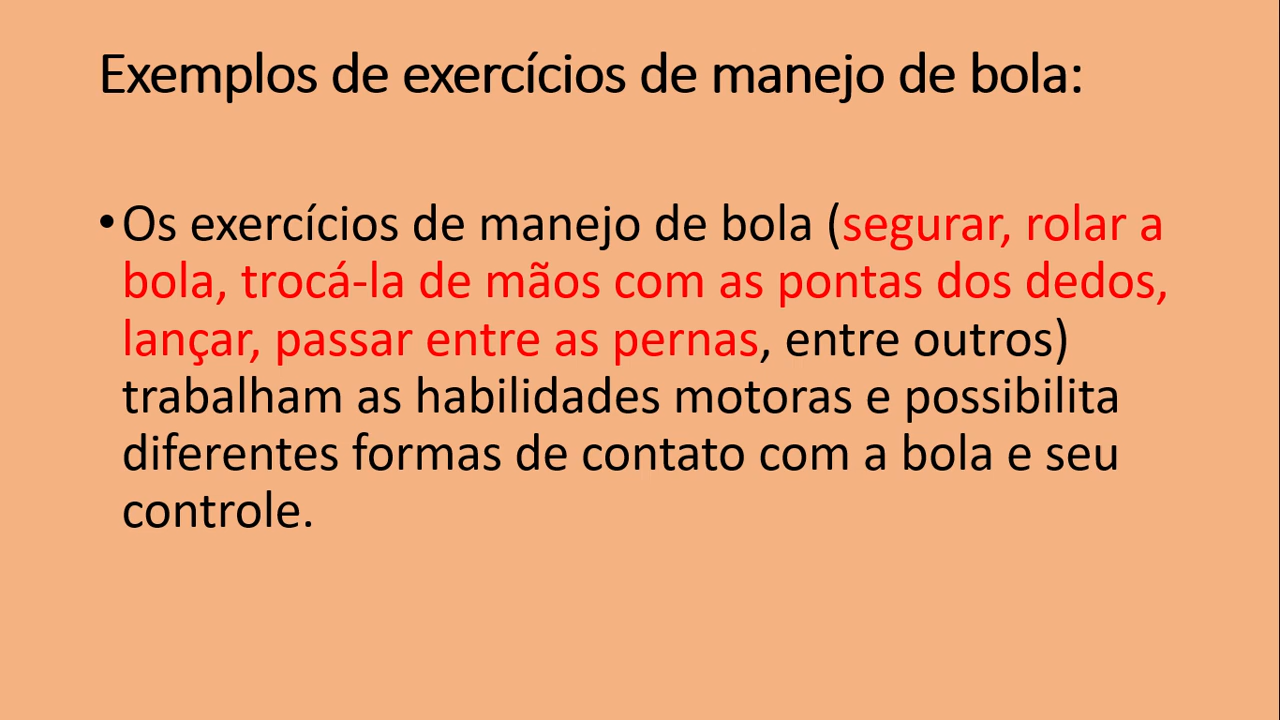 Exemplos de exercícios de manejo de bola:
•Os exercícios de manejo de bola (segurar, rolar a
bola, trocá-la de mãos com as pontas dos dedos,
lançar, passar entre as pernas, entre outros)
trabalham as habilidades motoras e possibilita
diferentes formas de contato com a bola e seu
controle.